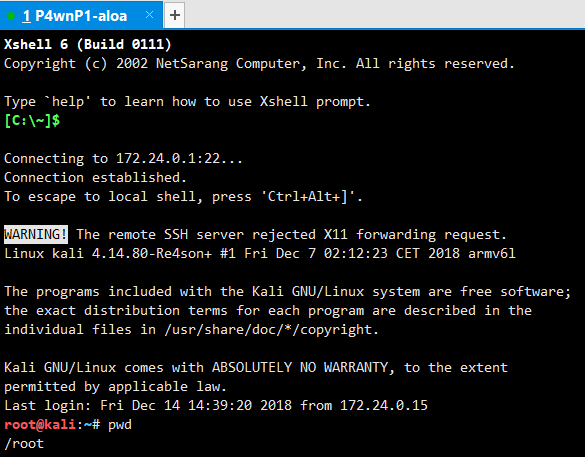 1 P4wnP1-aloa × +
Xshell 6 (Build 0111)
Copyright (c) 2002 NetSarang Computer, Inc. All rights reserved.
Type `help' to learn how to use Xshell prompt.
[C:\~]$
Connecting to 172.24.0.1:22...
Connection established.
To escape to local shell, press 'Ctrl+Alt+]'.
WARNING! The remote SSH server rejected X11 forwarding request.
Linux kali 4.14.80-Re4son+ #1 Fri Dec 7 02:12:23 CET 2018 armv6l
The programs included with the Kali GNU/Linux system are free software;
the exact distribution terms for each program are described in the
individual files in /usr/share/doc/*/copyright.
Kali GNU/Linux comes with ABSOLUTELY NO WARRANTY, to the extent
permitted by applicable law.
Last login: Fri Dec 14 14:39:20 2018 from 172.24.0.15
root@kali:~# pwd
/root